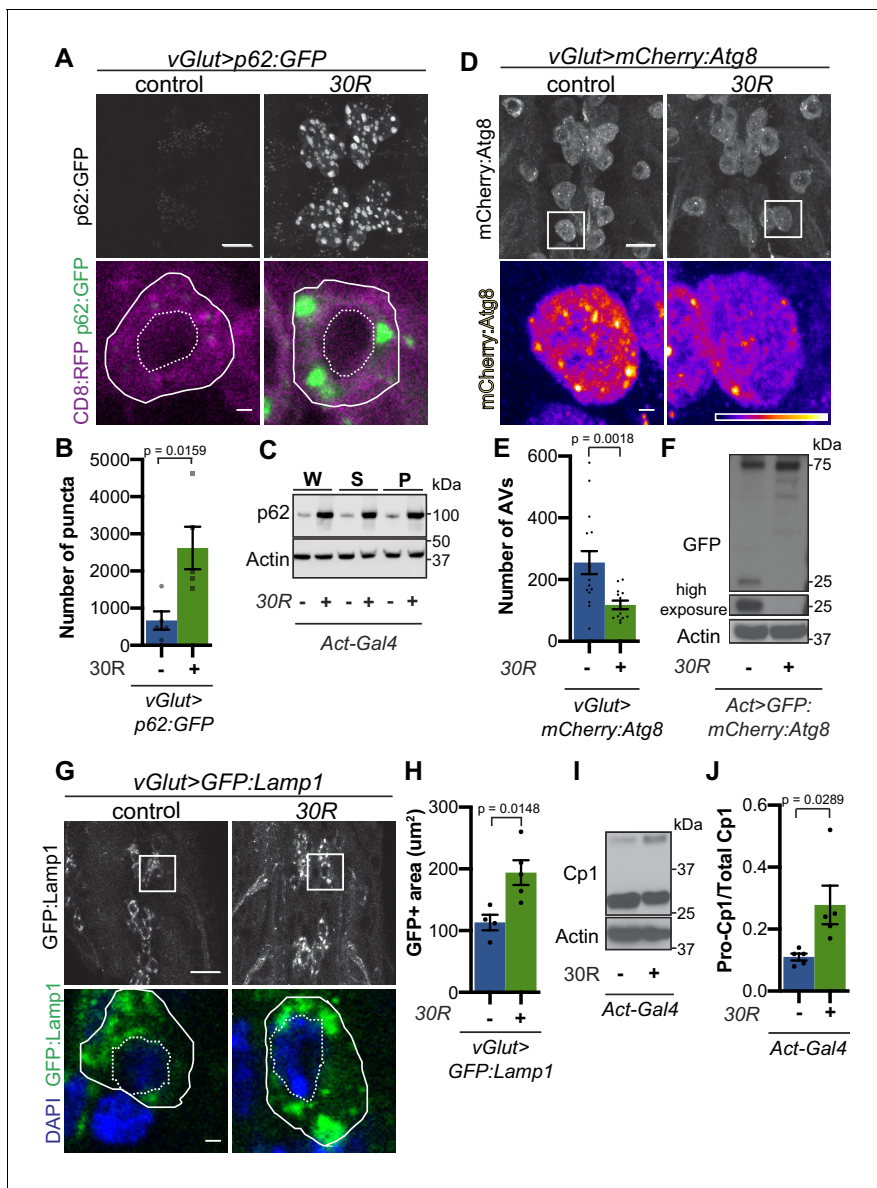 A
vGlut>p62:GFP
control
30R
p62:GFP
CD8:RFP p62:GFP
D
vGlut>mCherry:Atg8
control
30R
mCherry:Atg8
mCherry:Atg8
B
p = 0.0159
Number of puncta
5000
4000
3000
2000
1000
0
30R
- +
vGlut>
p62:GFP
C
W S P
kDa
p62
100
50
Actin
37
30R
- + - + - +
Act-Gal4
E
p = 0.0018
Number of AVs
600
400
200
0
30R
- +
vGlut>
mCherry:Atg8
F
kDa
75
GFP
25
high
exposure
25
Actin
37
30R
- +
Act>GFP:
mCherry:Atg8
G
vGlut>GFP:Lamp1
control
30R
GFP:Lamp1
DAPI GFP:Lamp1
H
p = 0.0148
GFP+ area (um²)
300
200
100
0
30R
- +
vGlut>
GFP:Lamp1
I
kDa
Cp1
37
25
Actin
37
30R
- +
Act-Gal4
J
p = 0.0289
Pro-Cp1/Total Cp1
0.6
0.4
0.2
0.0
30R
- +
Act-Gal4